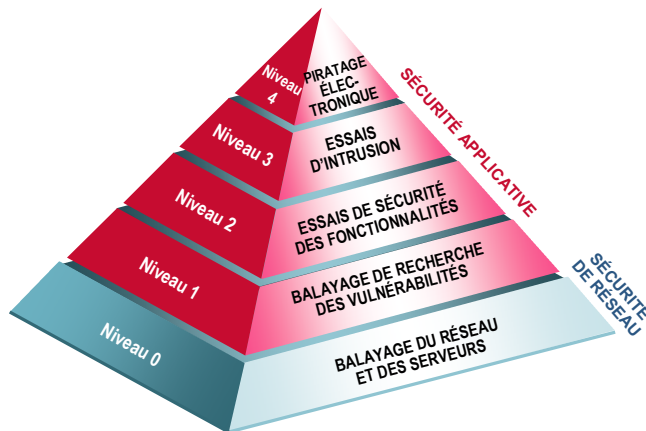 Niveau
4
PIRATAGE
ÉLEC-
TRONIQUE
Niveau 3
ESSAIS
D'INTRUSION
Niveau 2
ESSAIS DE SÉCURITÉ
DES FONCTIONNALITÉS
Niveau 1
BALAYAGE DE RECHERCHE
DES VULNÉRABILITÉS
Niveau 0
BALAYAGE DU RÉSEAU
ET DES SERVEURS
SÉCURITÉ APPLICATIVE
SÉCURITÉ
DE RÉSEAU